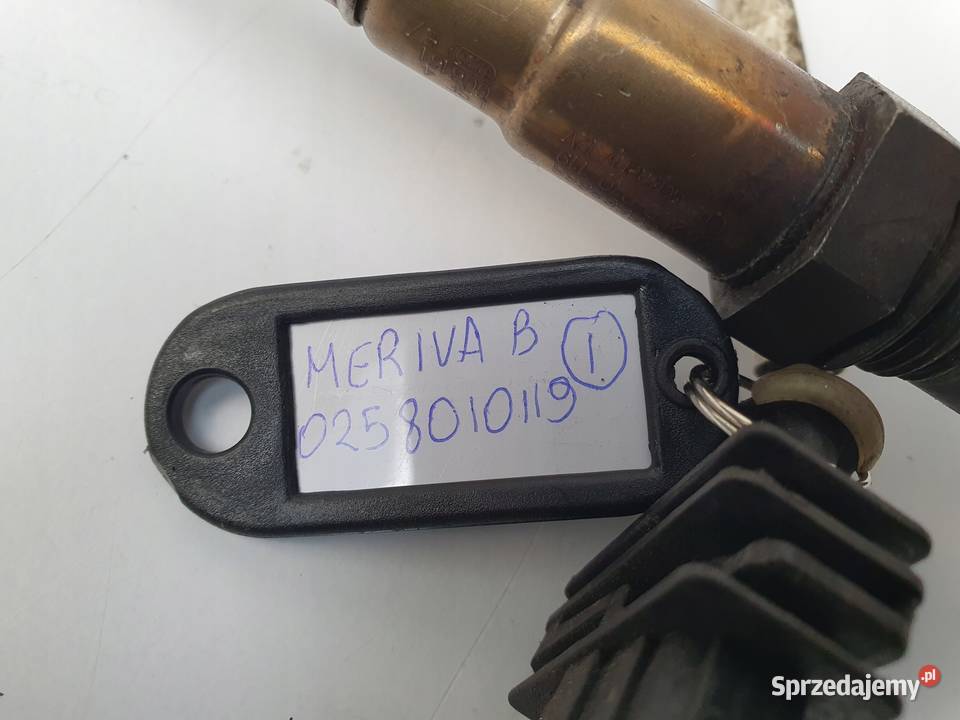 MERIVA B 1
0258010119
Sprzedajemy.pl